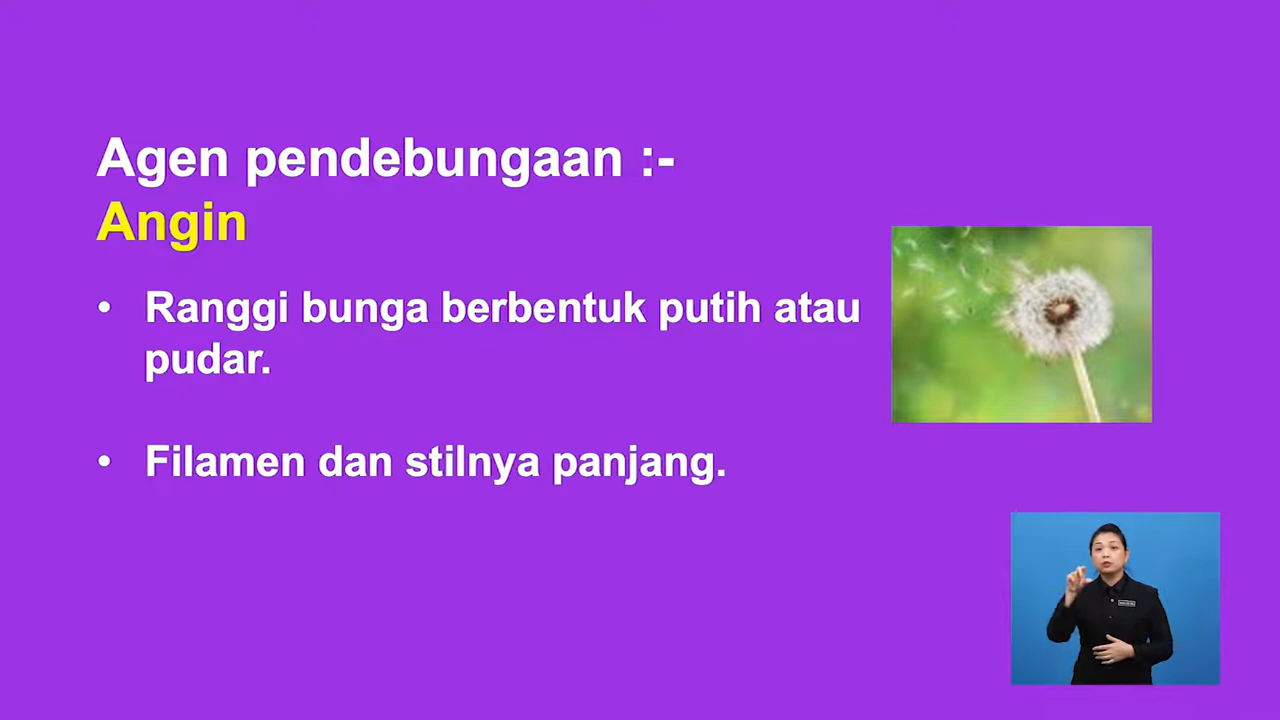 Agen pendebungaan :-
Angin
• Ranggi bunga berbentuk putih atau
pudar.
• Filamen dan stilnya panjang.